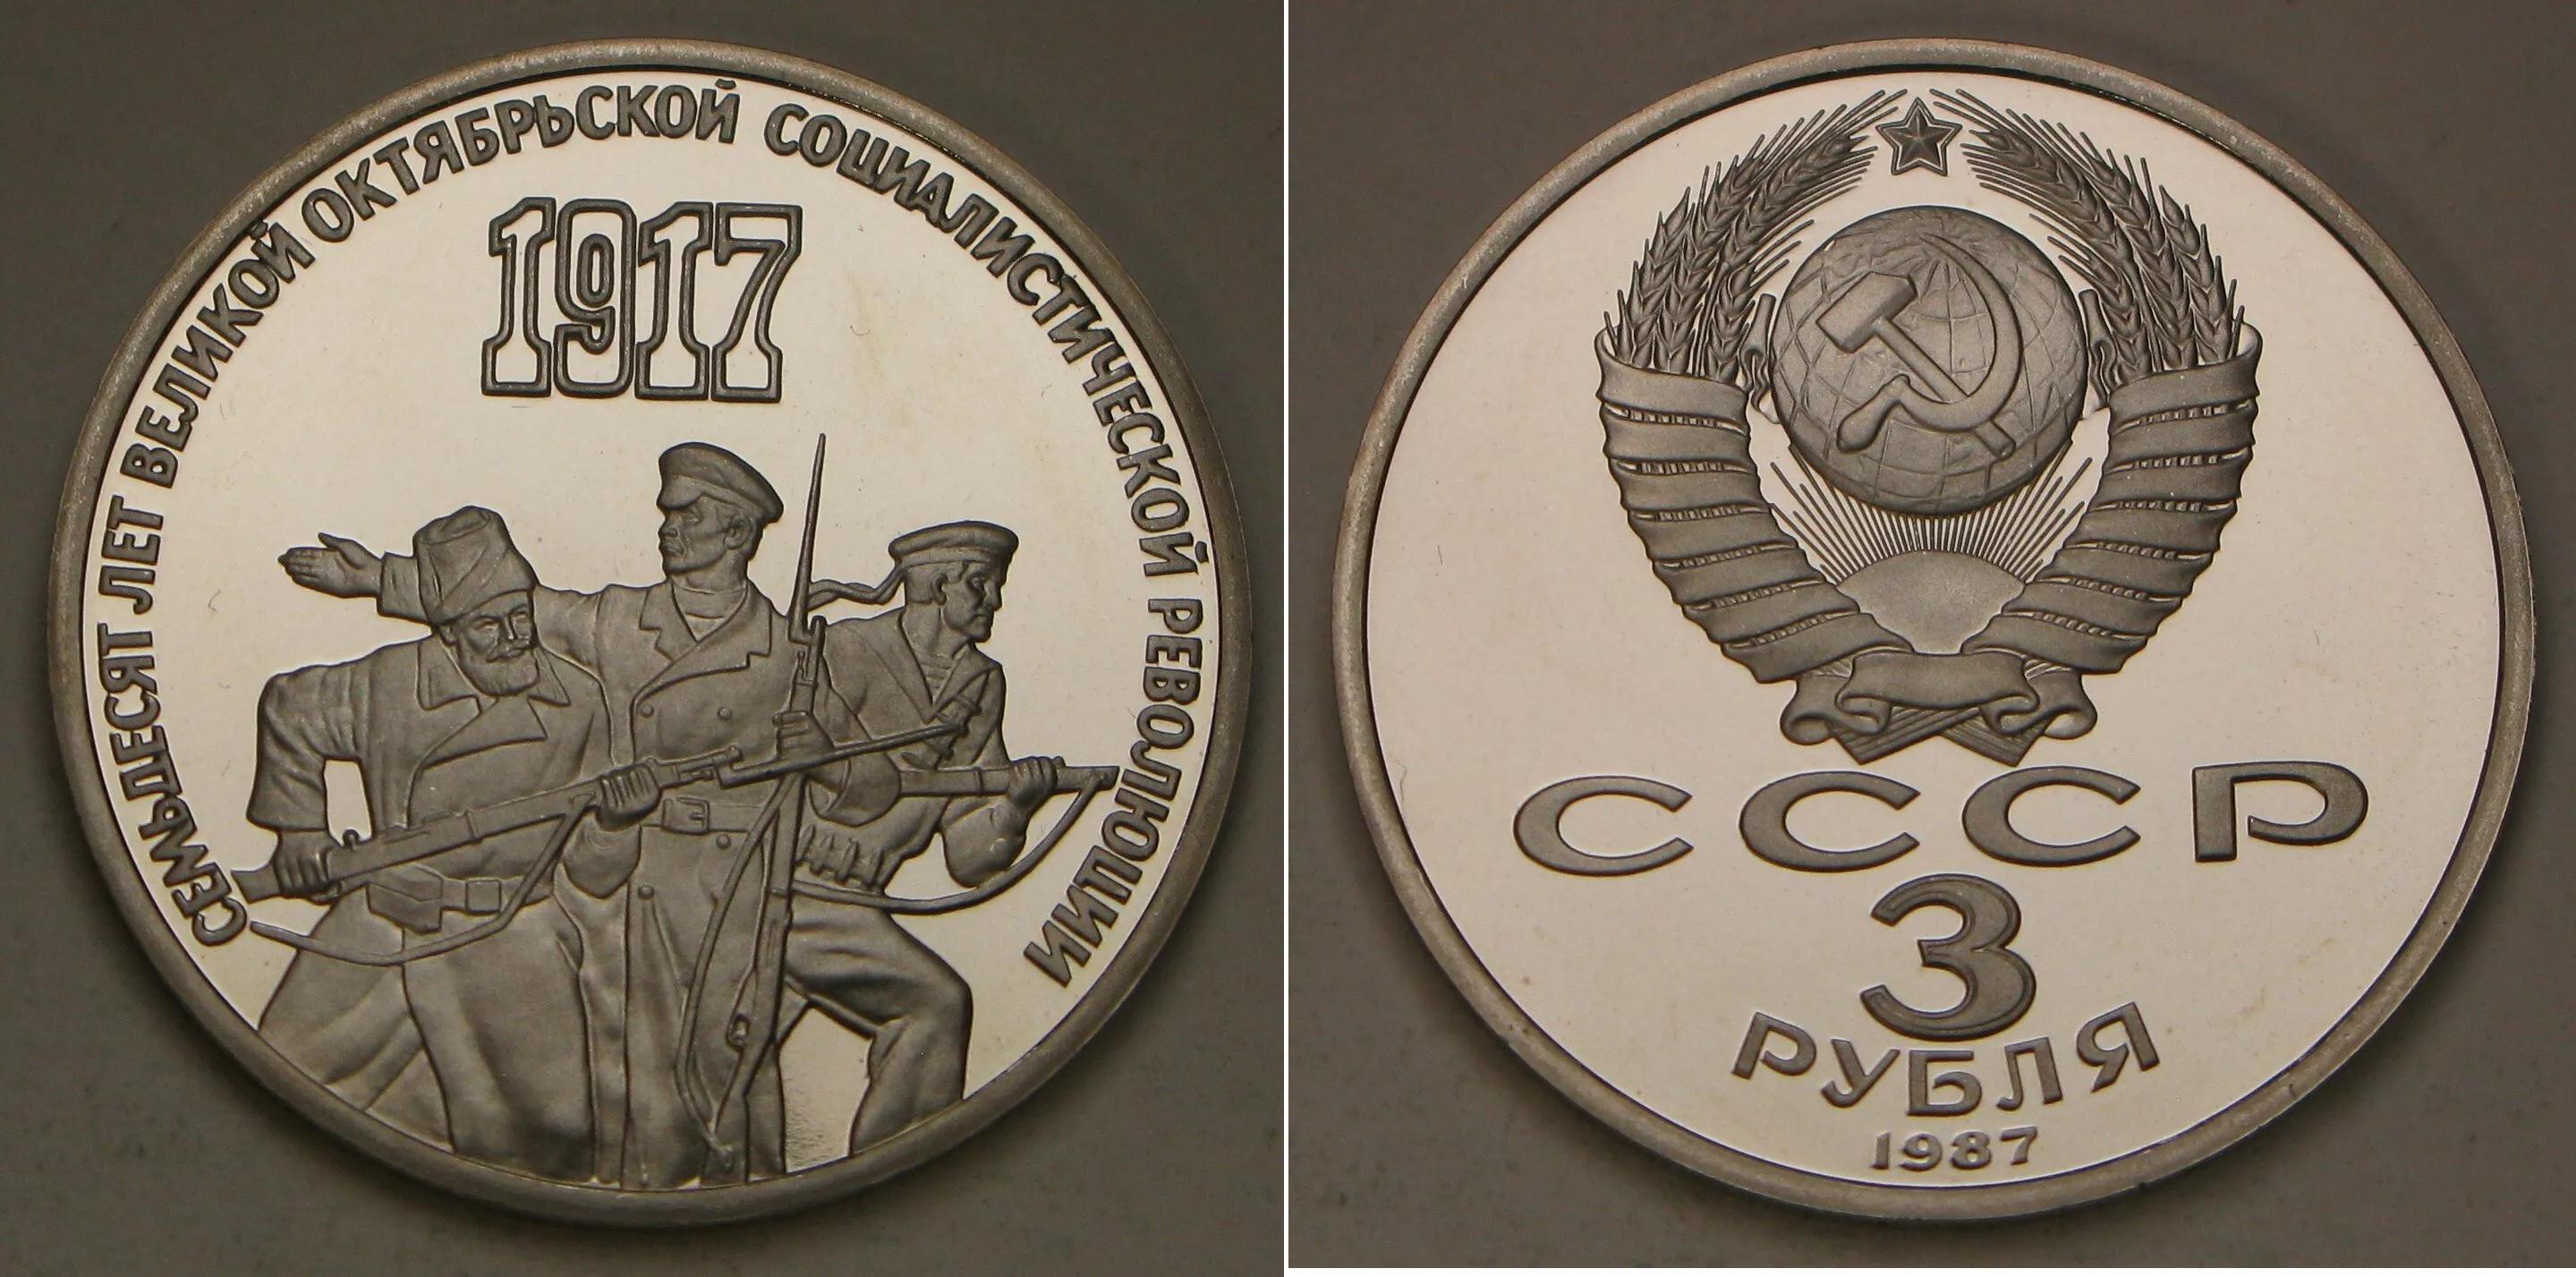 СЕМЬДЕСЯТ ЛЕТ ВЕЛИКОЙ ОКТЯБРЬСКОЙ СОЦИАЛИСТИЧЕСКОЙ РЕВОЛЮЦИИ
1917
СССР
3
РУБЛЯ
1987